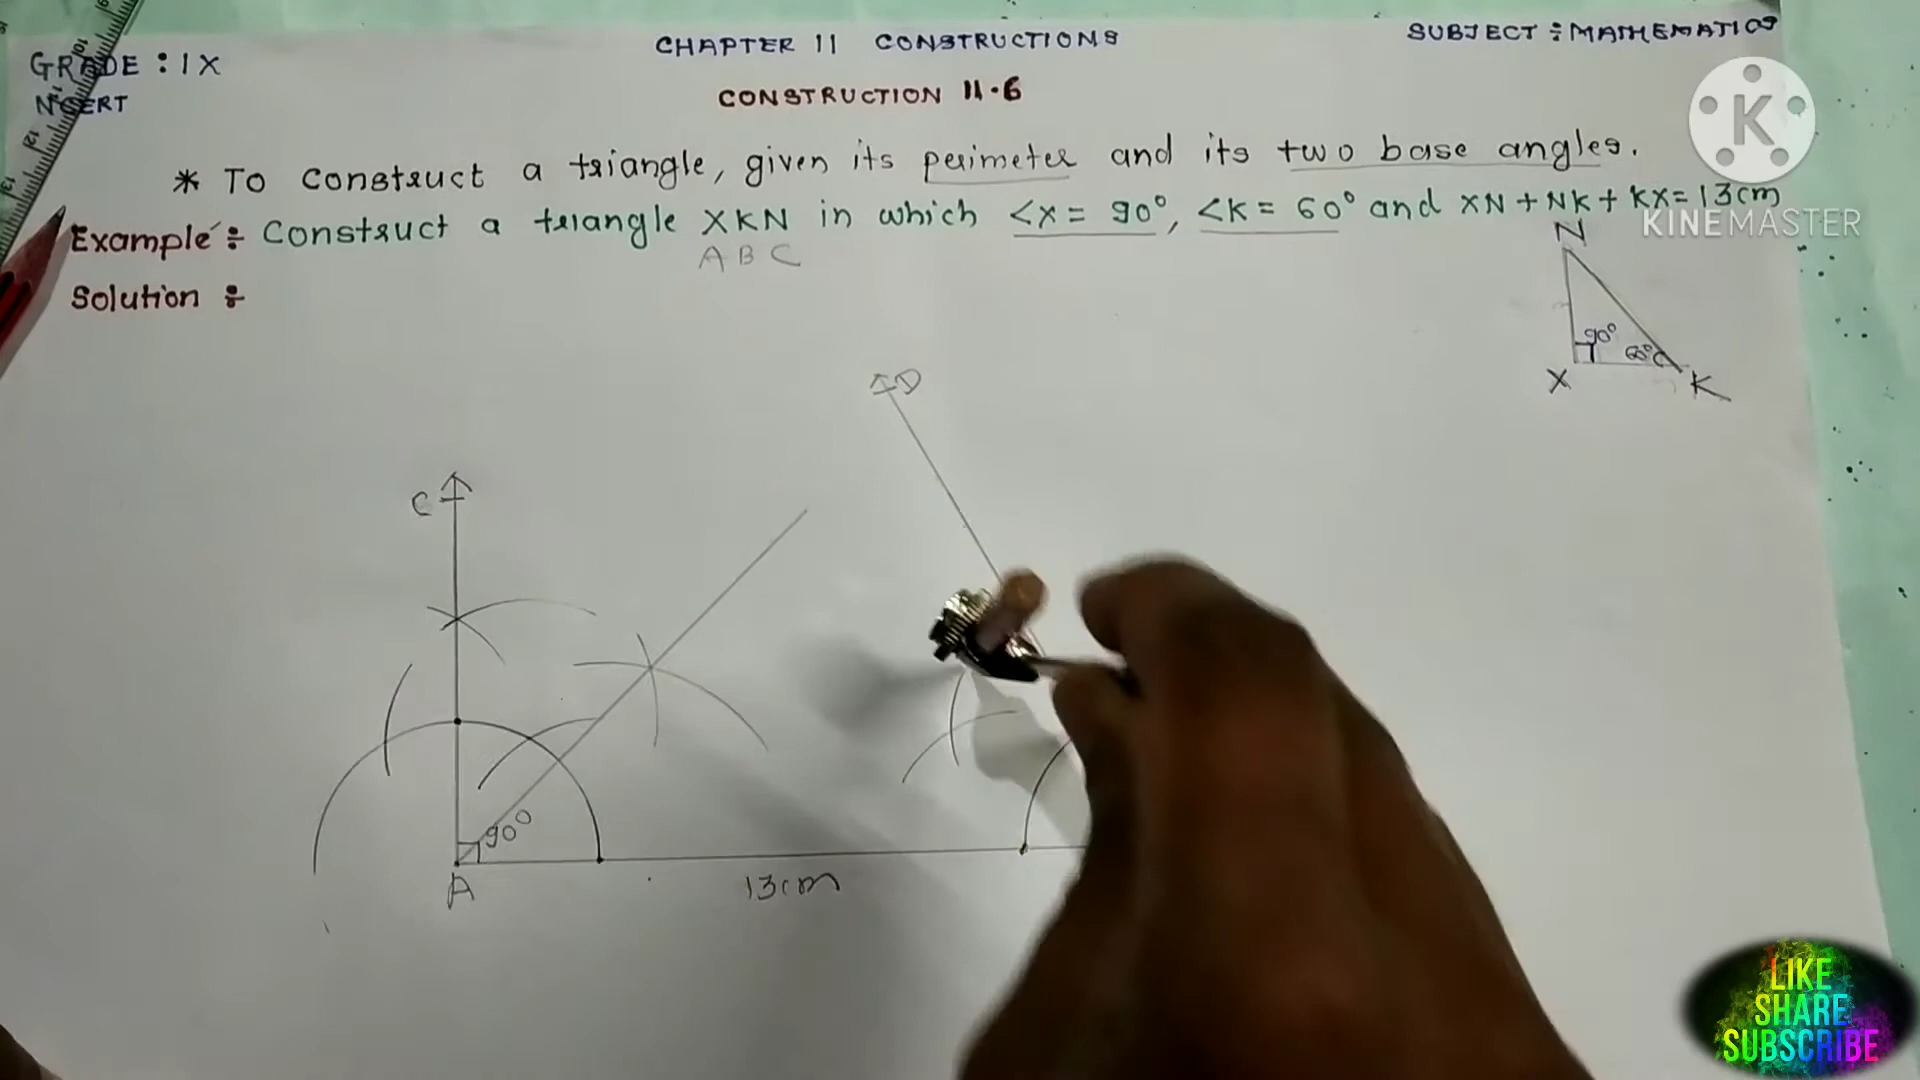 CHAPTER 11 CONSTRUCTIONS
SUBJECT : MATHEMATICS
GRADE : IX
NCERT
CONSTRUCTION 11.6
* To construct a triangle, given its perimeter and its two base angles.
Example : Construct a triangle XKN in which ∠X = 90°, ∠K = 60° and XN + NK + KX = 13cm
A B C
Solution :
K
KINEMASTER
N
90°
60°
X
K
D
C
90°
A
13cm
LIKE
SHARE
SUBSCRIBE